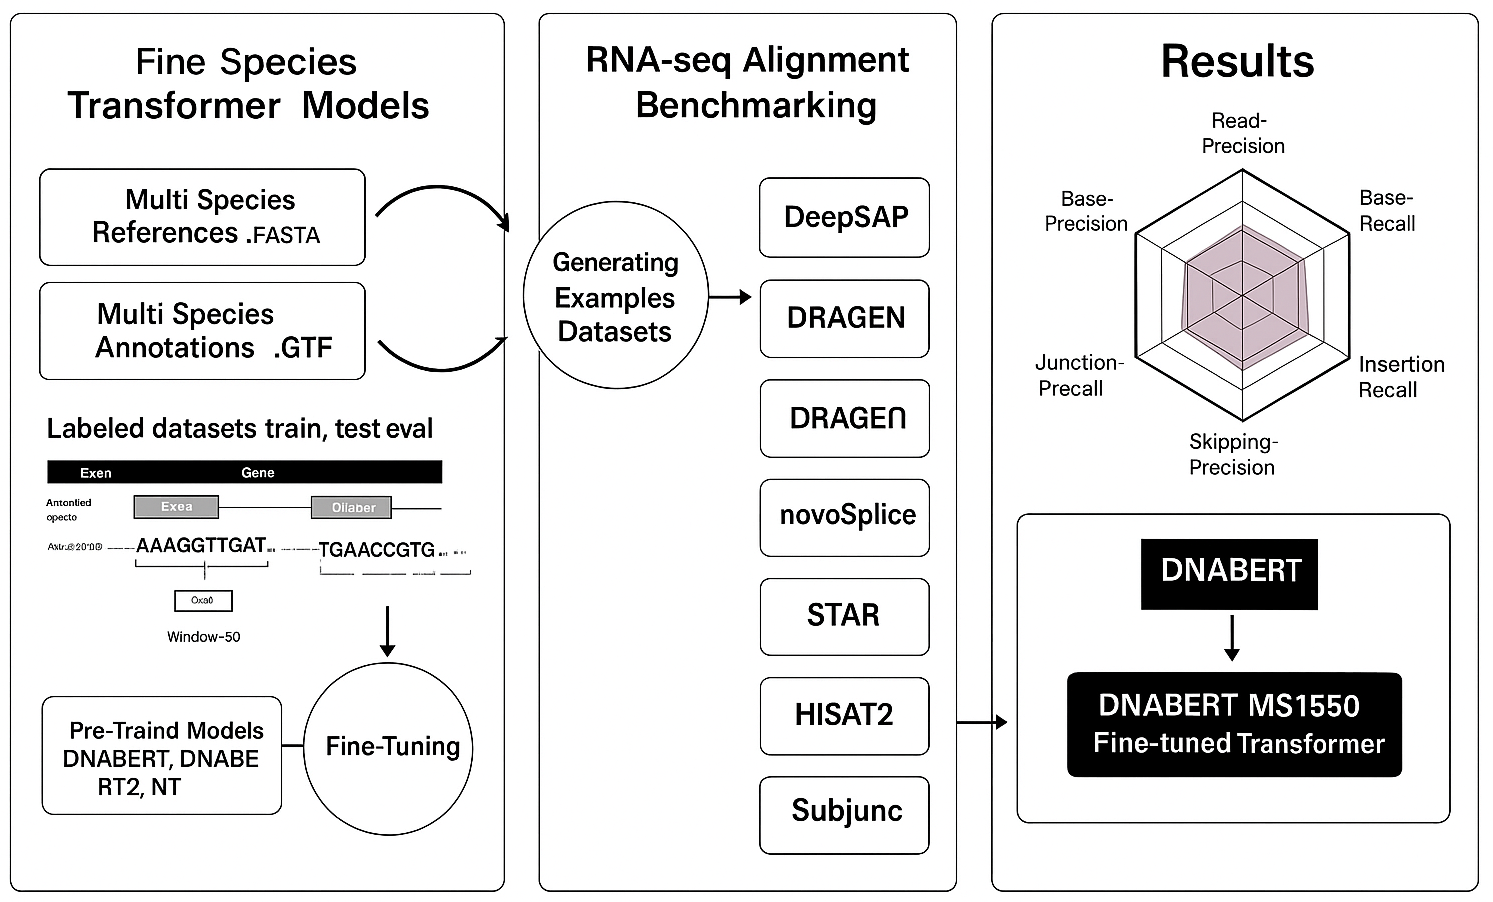 Fine Species
Transformer Models
Multi Species
References .FASTA
Multi Species
Annotations .GTF
Labeled datasets train, test eval
Exen Gene
Antontied
opecto
Exea Dilaber
AAAGGTTGAT TGAACCGTG
Window-50
Pre-Traind Models
DNABERT, DNABE
RT2, NT
Fine-Tuning
RNA-seq Alignment
Benchmarking
Generating
Examples
Datasets
DeepSAP
DRAGEN
DRAGEN
novoSplice
STAR
HISAT2
Subjunc
Results
Read-
Precision
Base-
Precision
Base-
Recall
Junction-
Precall
Insertion
Recall
Skipping-
Precision
DNABERT
DNABERT MS1550
Fine-tuned Transformer